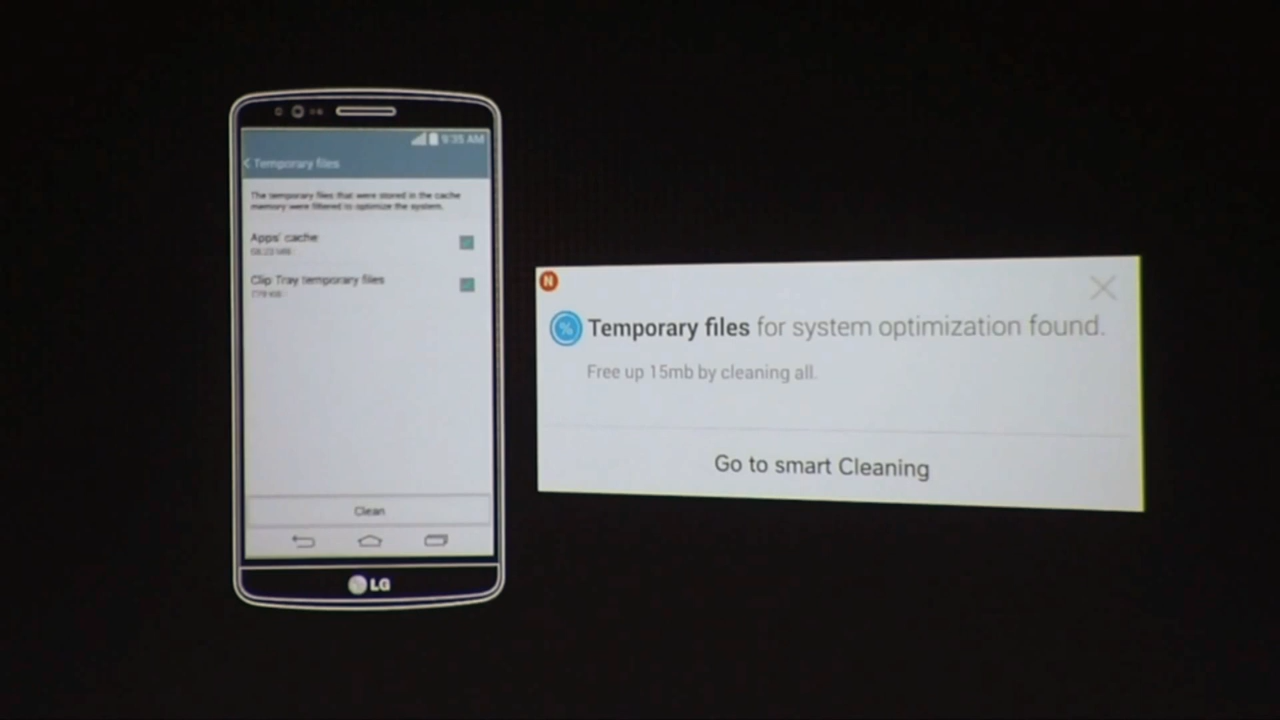 9:35 AM
Temporary files
The temporary files that were stored in the cache
memory were filtered to optimize the system.
Apps' cache
Clip Tray temporary files
Clean
LG
N
% Temporary files for system optimization found.
Free up 15mb by cleaning all.
Go to smart Cleaning